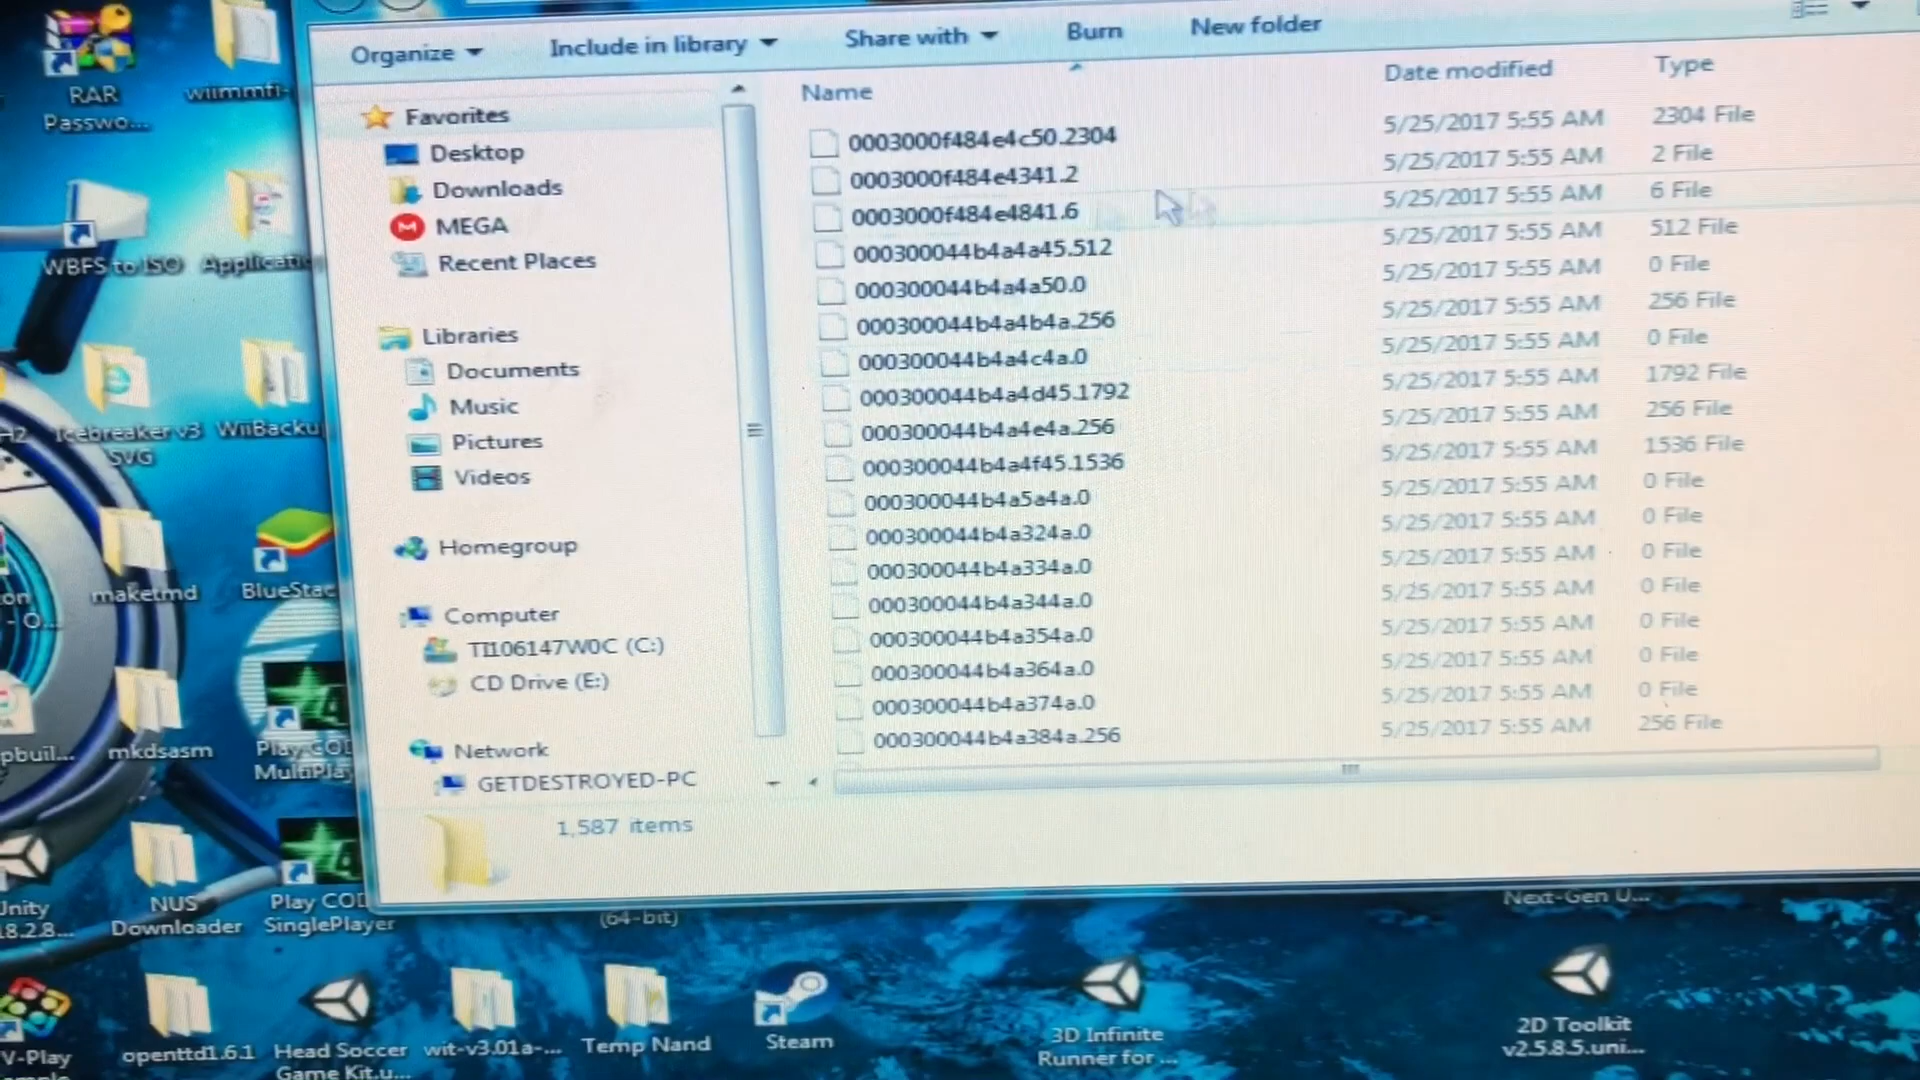 Organize
Include in library
Share with
Burn
New folder
Name
Date modified
Type
Favorites
Desktop
Downloads
MEGA
Recent Places
Libraries
Documents
Music
Pictures
Videos
Homegroup
Computer
TI106147W0C (C:)
CD Drive (E:)
Network
GETDESTROYED-PC
0003000f484e4c50.2304 5/25/2017 5:55 AM 2304 File
0003000f484e4341.2 5/25/2017 5:55 AM 2 File
0003000f484e4841.6 5/25/2017 5:55 AM 6 File
000300044b4a4a45.512 5/25/2017 5:55 AM 512 File
000300044b4a4a50.0 5/25/2017 5:55 AM 0 File
000300044b4a4b4a.256 5/25/2017 5:55 AM 256 File
000300044b4a4c4a.0 5/25/2017 5:55 AM 0 File
000300044b4a4d45.1792 5/25/2017 5:55 AM 1792 File
000300044b4a4e4a.256 5/25/2017 5:55 AM 256 File
000300044b4a4f45.1536 5/25/2017 5:55 AM 1536 File
000300044b4a5a4a.0 5/25/2017 5:55 AM 0 File
000300044b4a324a.0 5/25/2017 5:55 AM 0 File
000300044b4a334a.0 5/25/2017 5:55 AM 0 File
000300044b4a344a.0 5/25/2017 5:55 AM 0 File
000300044b4a354a.0 5/25/2017 5:55 AM 0 File
000300044b4a364a.0 5/25/2017 5:55 AM 0 File
000300044b4a374a.0 5/25/2017 5:55 AM 0 File
000300044b4a384a.256 5/25/2017 5:55 AM 256 File
1,587 items
RAR
Passwo...
wiimmfi-
WBFS to ISO
Applicatio
Icebreaker v3
SVG
WiiBacku
maketmd
BlueStac
pbuil...
mkdsasm
Play COD
MultiPlay
Unity
18.2.8...
NUS
Downloader
Play COD
SinglePlayer
(64-bit)
Next-Gen U...
V-Play
openttd1.6.1
Head Soccer
Game Kit.u...
wit-v3.01a-...
Temp Nand
Steam
3D Infinite
Runner for ...
2D Toolkit
v2.5.8.5.uni...